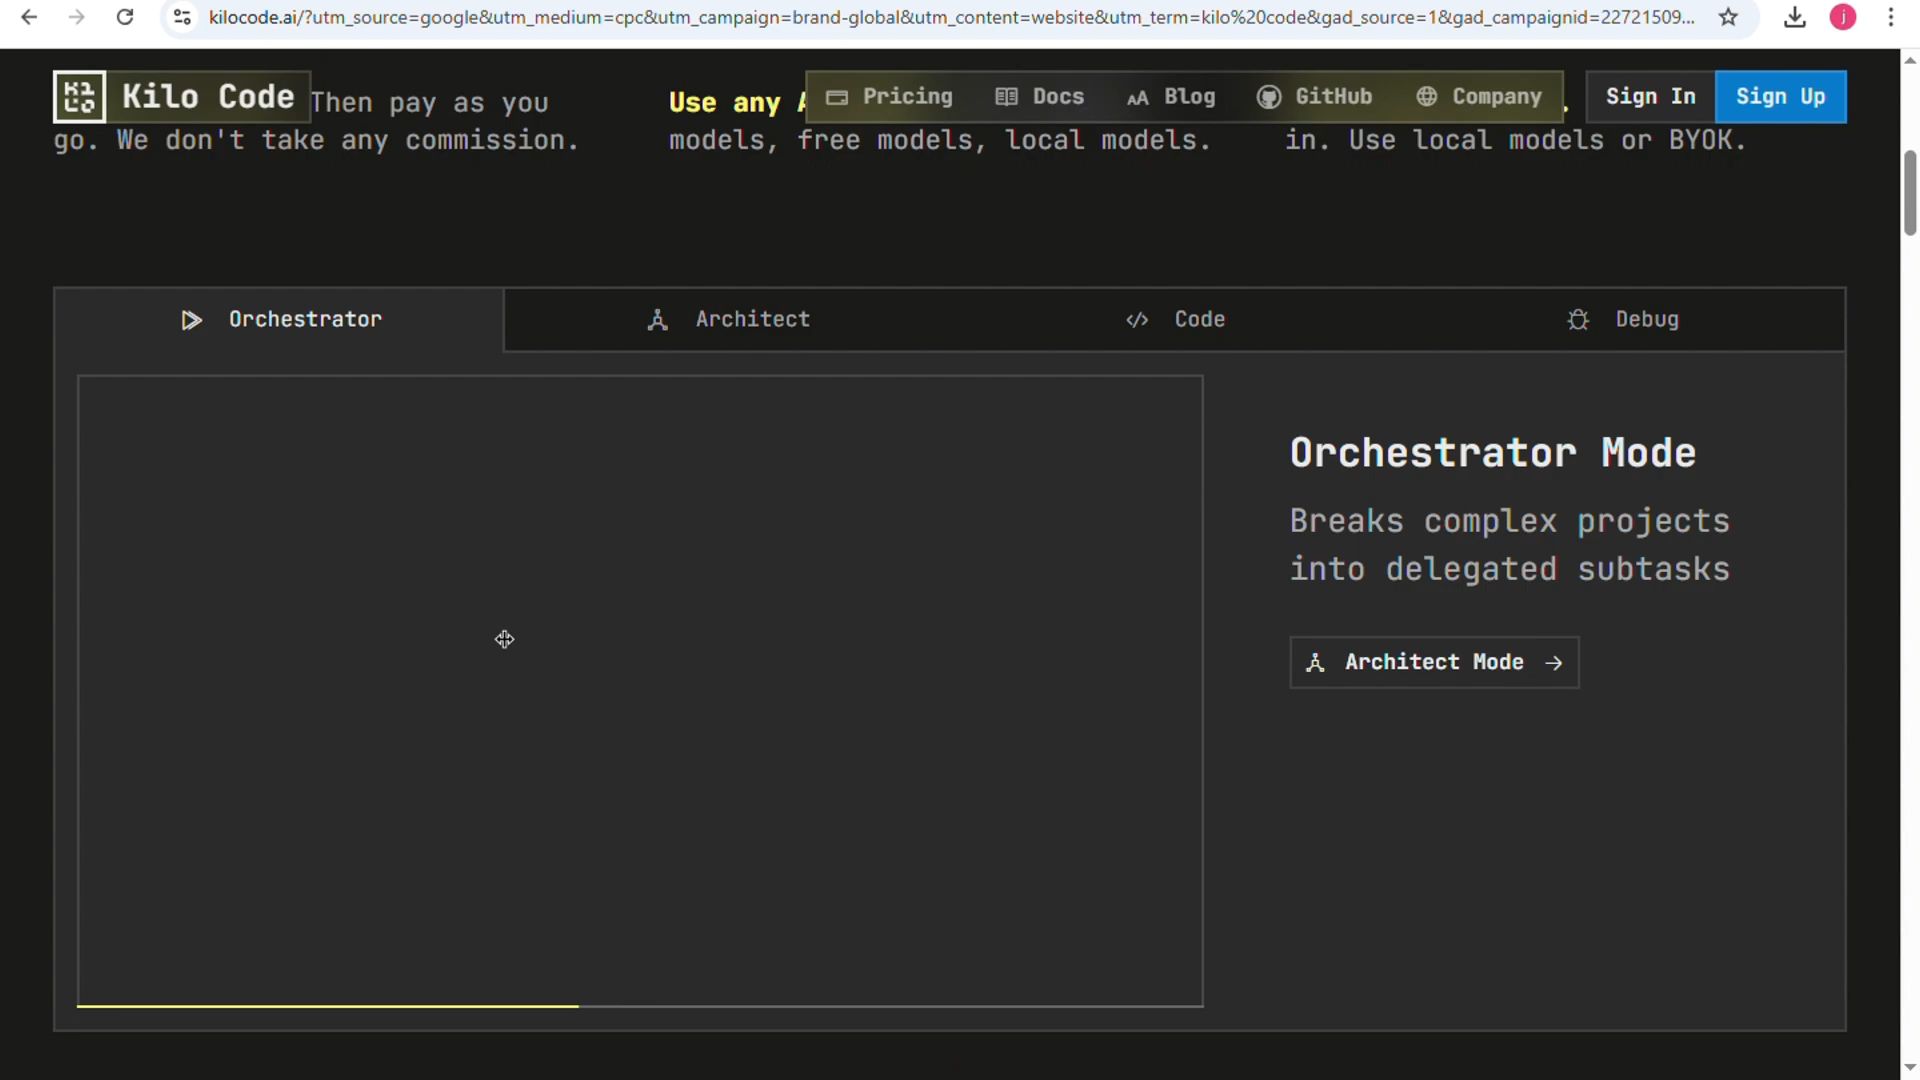 kilocode.ai/?utm_source=google&utm_medium=cpc&utm_campaign=brand-global&utm_content=website&utm_term=kilo%20code&gad_source=1&gad_campaignid=22721509...
j
Kilo Code
Pricing
Docs
Blog
GitHub
Company
Sign In
Sign Up
Then pay as you
go. We don't take any commission.
Use any
models, free models, local models.
in. Use local models or BYOK.
Orchestrator
Architect
Code
Debug
Orchestrator Mode
Breaks complex projects
into delegated subtasks
Architect Mode →